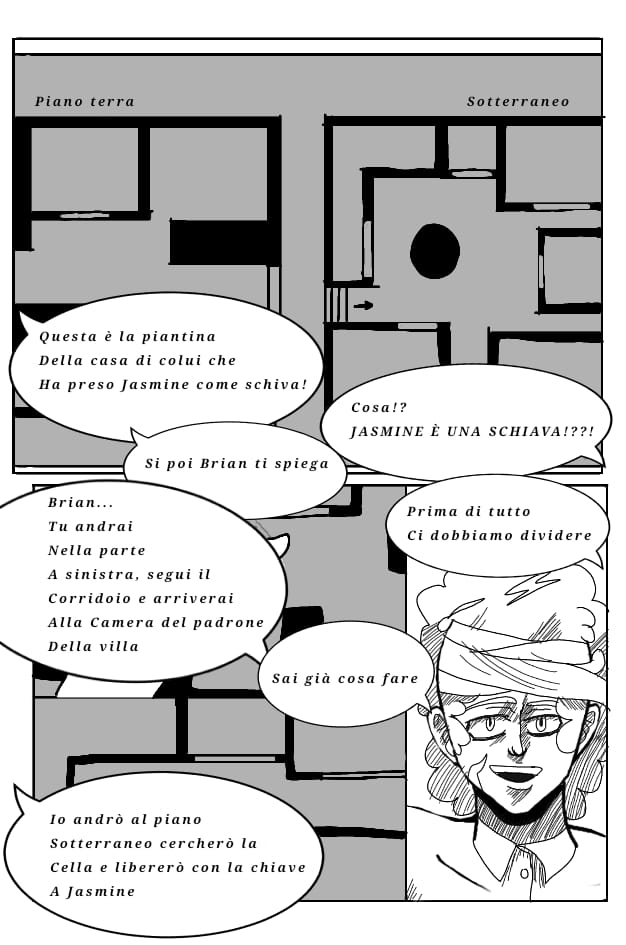 Piano terra
Sotterraneo
Questa è la piantina
Della casa di colui che
Ha preso Jasmine come schiva!
Cosa!?
JASMINE È UNA SCHIAVA!??!
Si poi Brian ti spiega
Prima di tutto
Ci dobbiamo dividere
Brian...
Tu andrai
Nella parte
A sinistra, segui il
Corridoio e arriverai
Alla Camera del padrone
Della villa
Sai già cosa fare
Io andrò al piano
Sotterraneo cercherò la
Cella e libererò con la chiave
A Jasmine